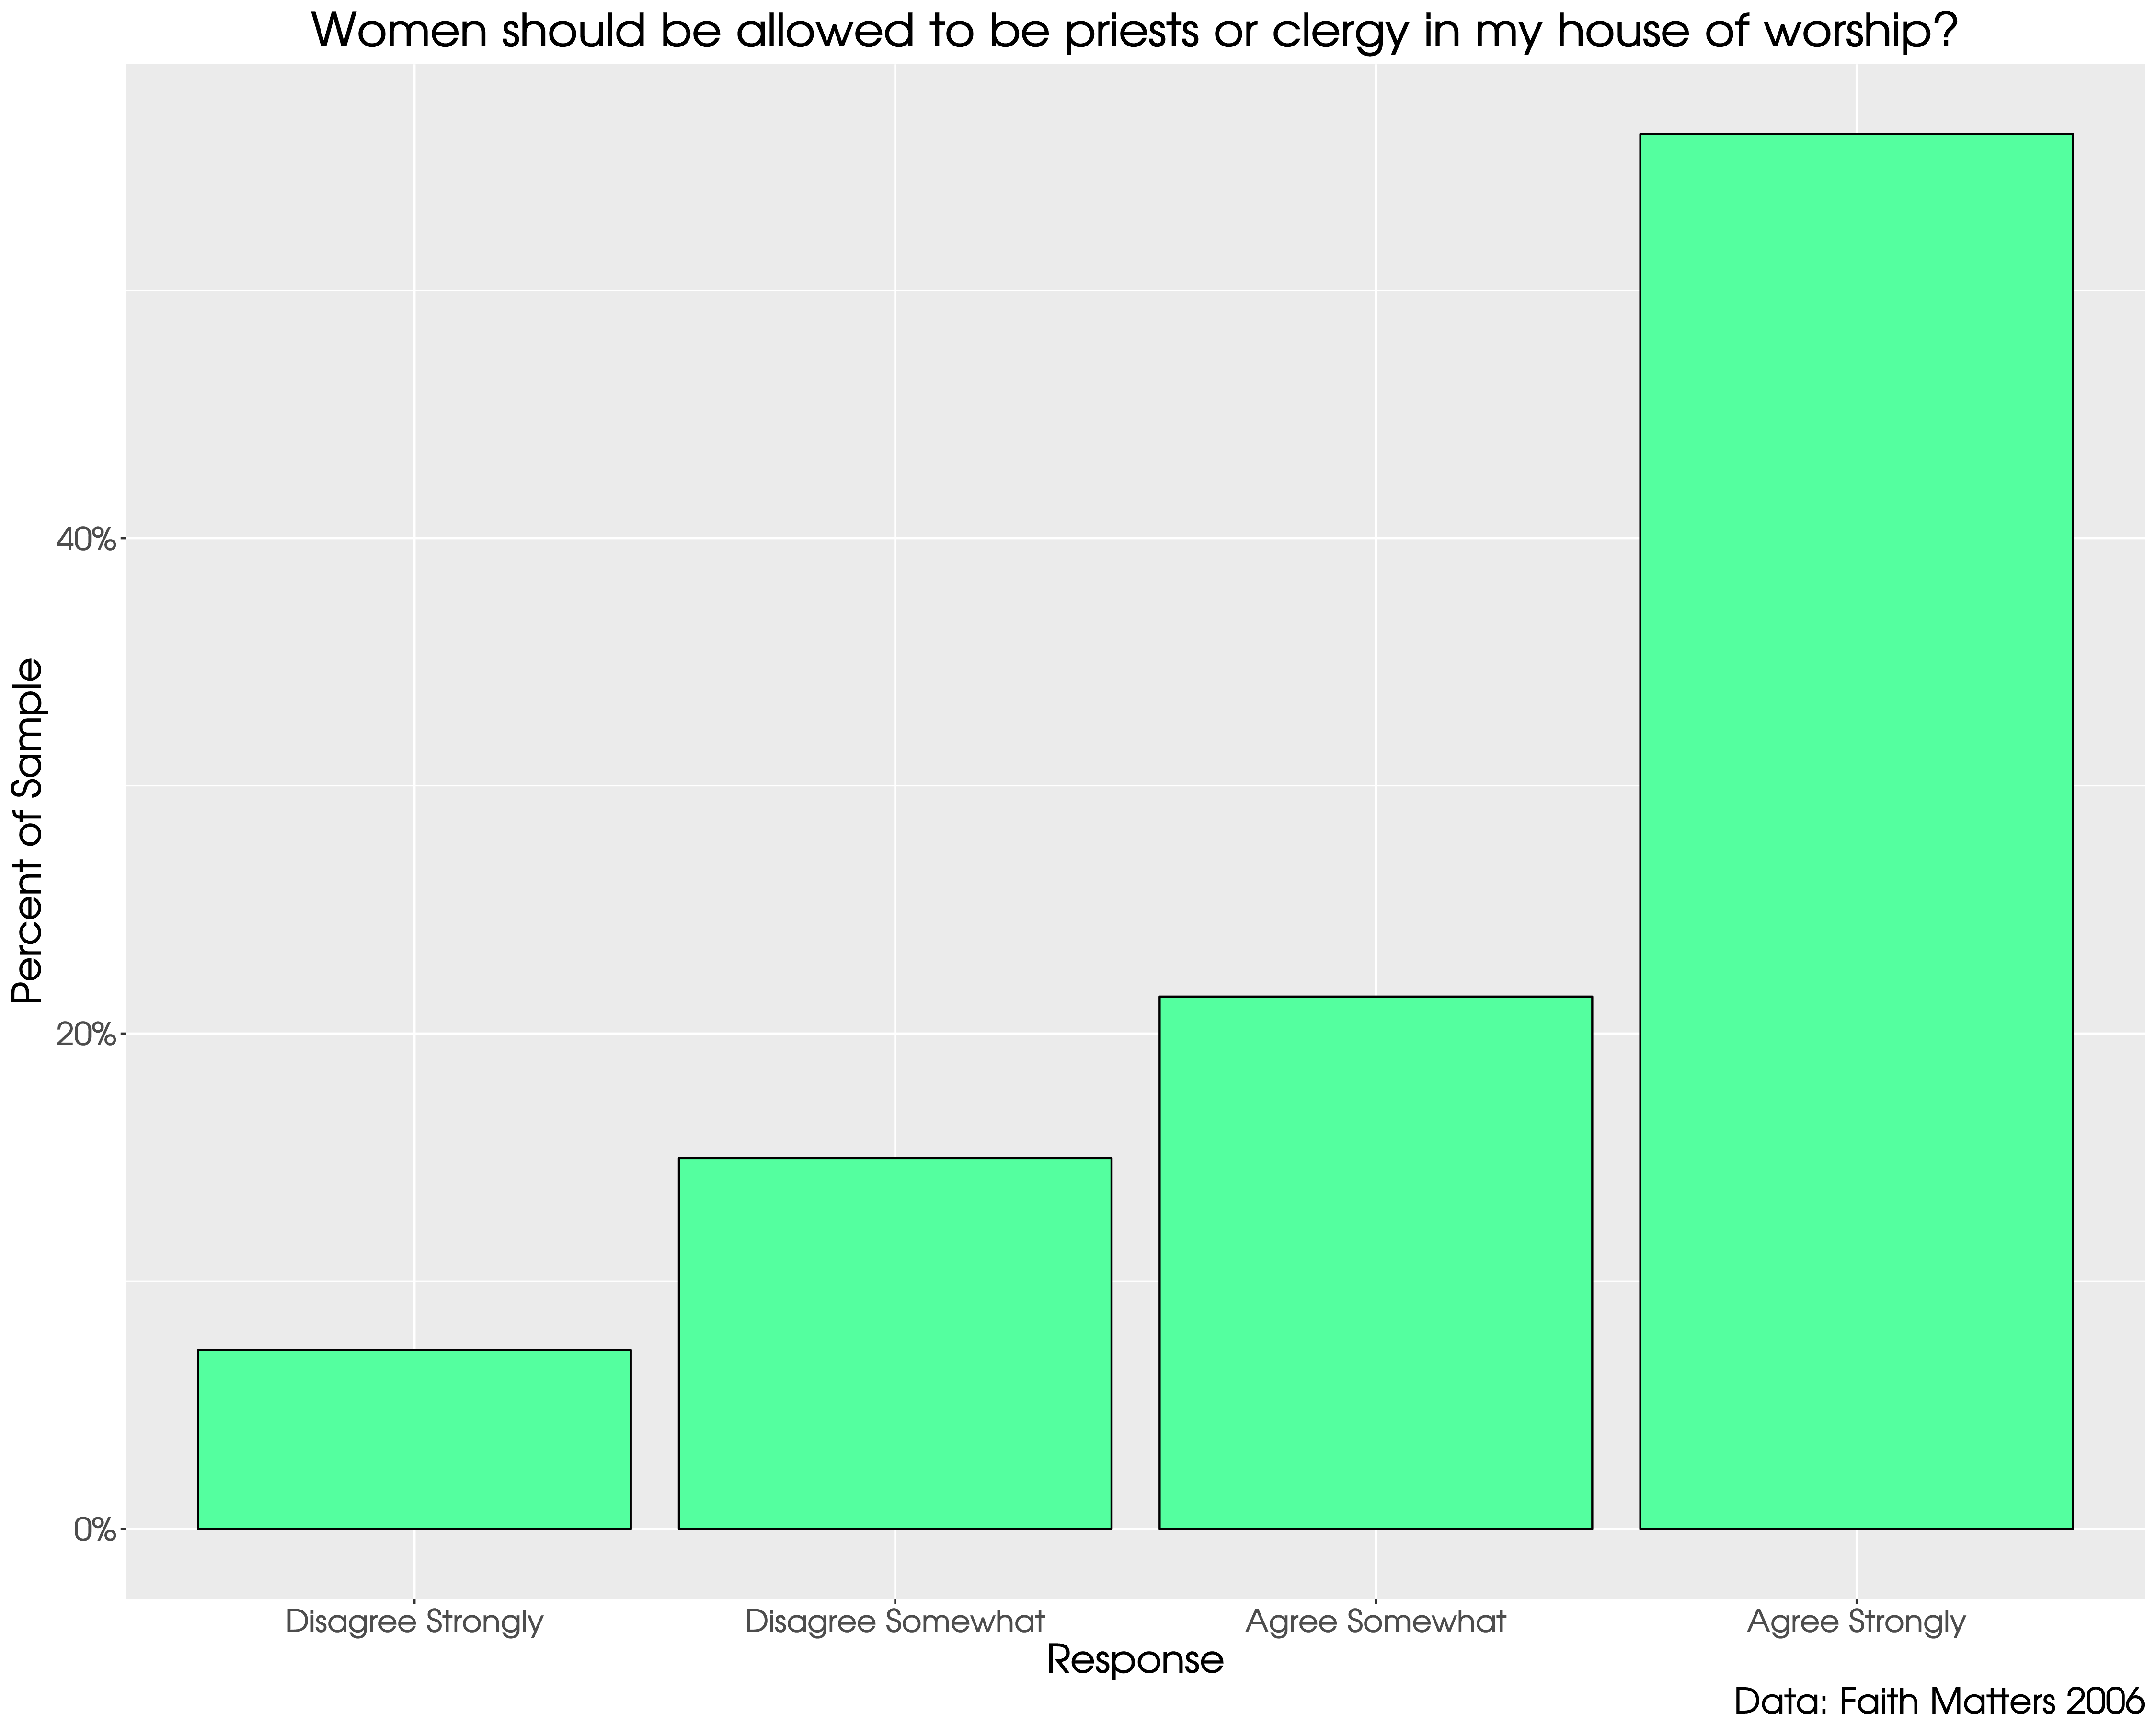 Women should be allowed to be priests or clergy in my house of worship?
Percent of Sample
40%
20%
0%
Disagree Strongly
Disagree Somewhat
Agree Somewhat
Agree Strongly
Response
Data: Faith Matters 2006